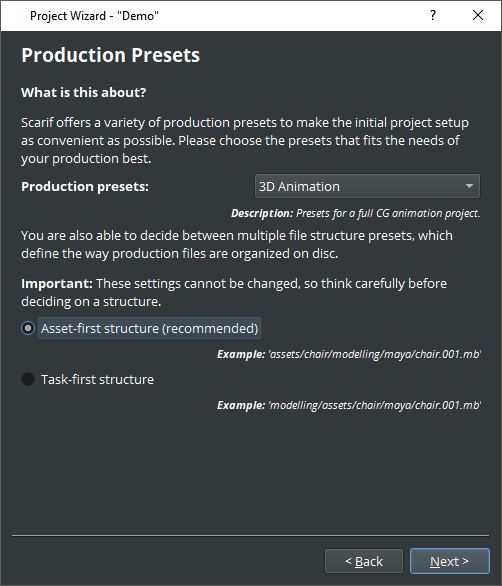 Project Wizard - "Demo"
?
Production Presets
What is this about?
Scarif offers a variety of production presets to make the initial project setup
as convenient as possible. Please choose the presets that fits the needs of
your production best.
Production presets: 3D Animation
Description: Presets for a full CG animation project.
You are also able to decide between multiple file structure presets, which
define the way production files are organized on disc.
Important: These settings cannot be changed, so think carefully before
deciding on a structure.
Asset-first structure (recommended)
Example: 'assets/chair/modelling/maya/chair.001.mb'
Task-first structure
Example: 'modelling/assets/chair/maya/chair.001.mb'
< Back Next >